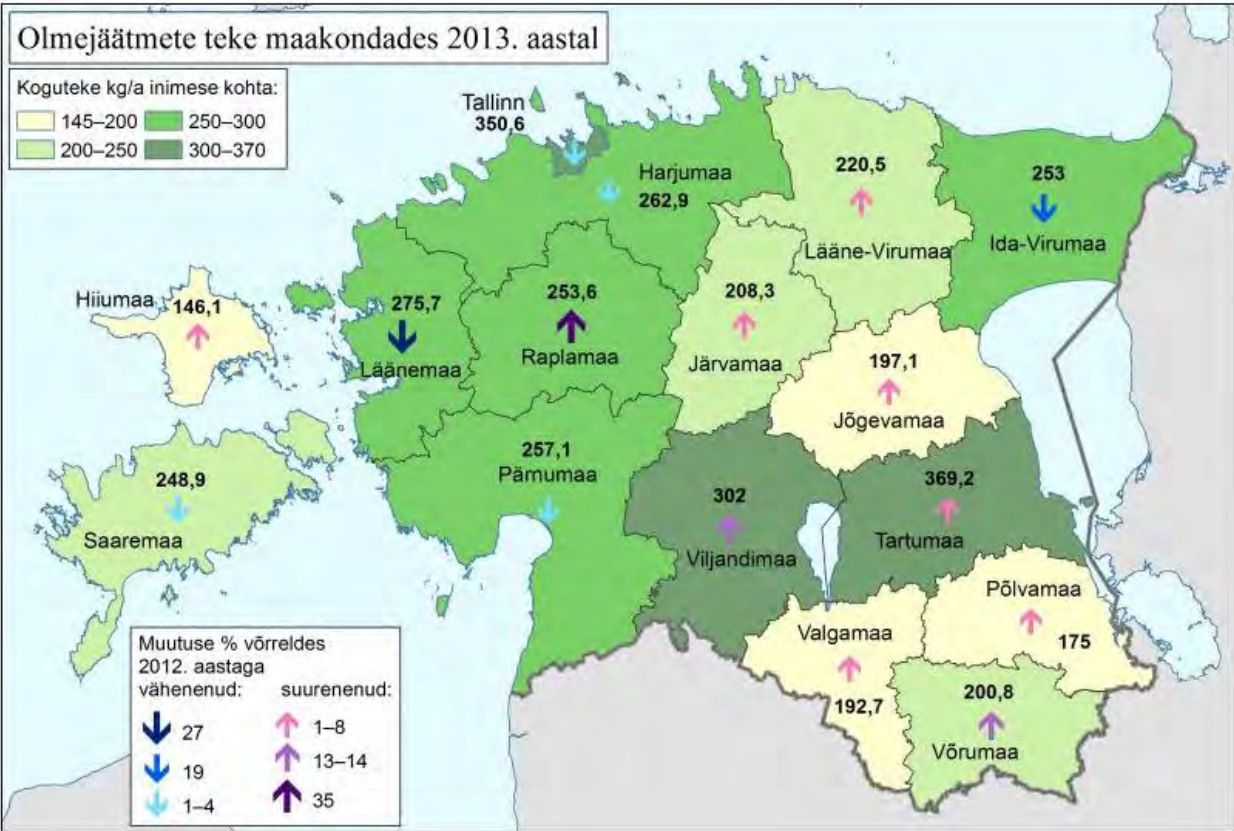 Olmejäätmete teke maakondades 2013. aastal
Koguteke kg/a inimese kohta:
145–200
250–300
200–250
300–370
Tallinn
350,6
Harjumaa
262,9
220,5
Lääne-Virumaa
253
Ida-Virumaa
Hiiumaa
146,1
275,7
Läänemaa
253,6
Raplamaa
208,3
Järvamaa
197,1
Jõgevamaa
248,9
Saaremaa
257,1
Pärnumaa
302
Viljandimaa
369,2
Tartumaa
Põlvamaa
175
Valgamaa
192,7
200,8
Võrumaa
Muutuse % võrreldes
2012. aastaga
vähenenud:
suurenenud:
27
1–8
19
13–14
1–4
35